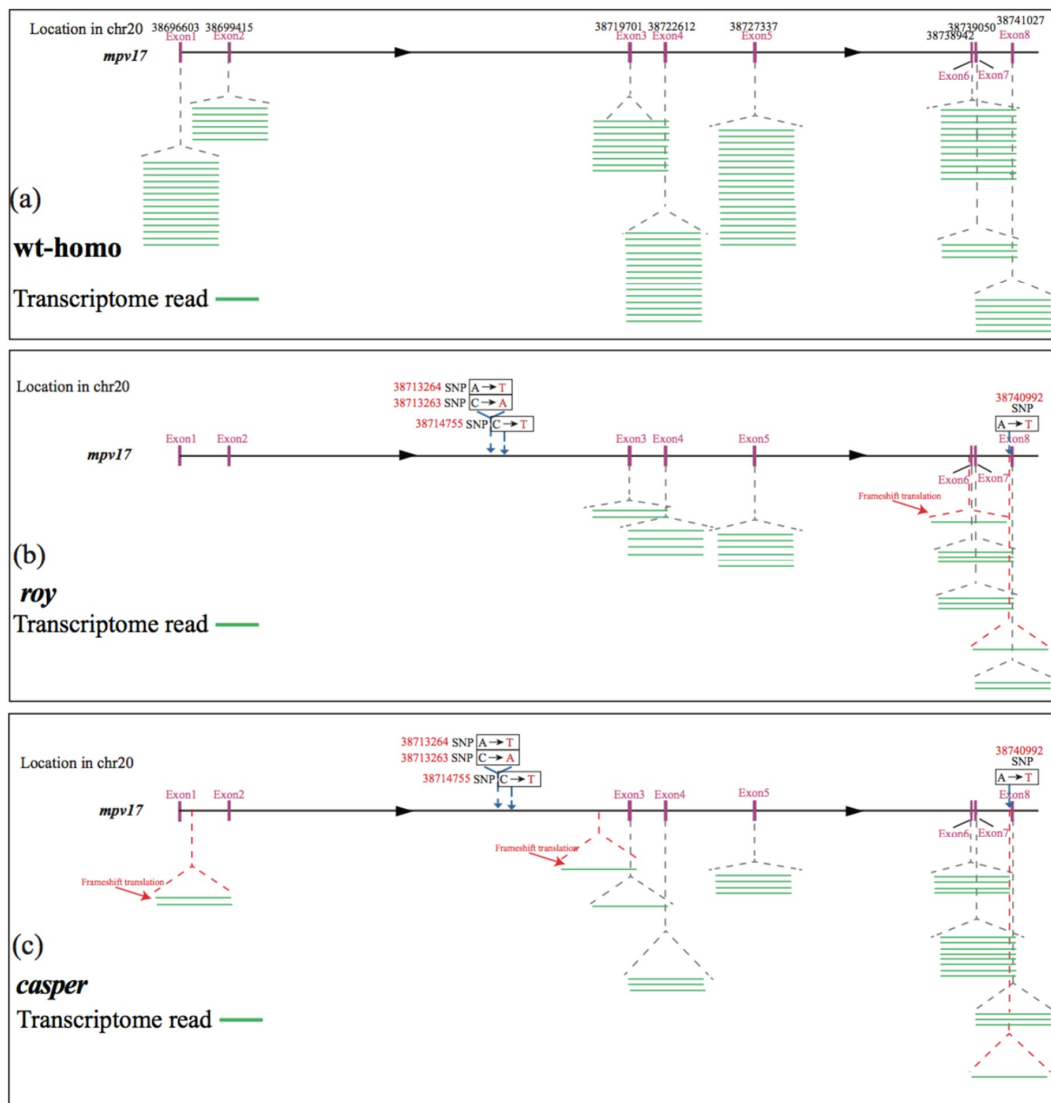 Location in chr20 38696603 38699415 38719701 38722612 38727337 38738942 38739050 38741027
mpv17 Exon1 Exon2 Exon3 Exon4 Exon5 Exon6 Exon7 Exon8
(a)
wt-homo
Transcriptome read
Location in chr20
38713264 SNP A → T
38713263 SNP C → A
38714755 SNP C → T
38740992
SNP
A → T
mpv17 Exon1 Exon2 Exon3 Exon4 Exon5 Exon6 Exon7 Exon8
Frameshift translation
(b)
roy
Transcriptome read
Location in chr20
38713264 SNP A → T
38713263 SNP C → A
38714755 SNP C → T
38740992
SNP
A → T
mpv17 Exon1 Exon2 Exon3 Exon4 Exon5 Exon6 Exon7 Exon8
Frameshift translation
Frameshift translation
(c)
casper
Transcriptome read